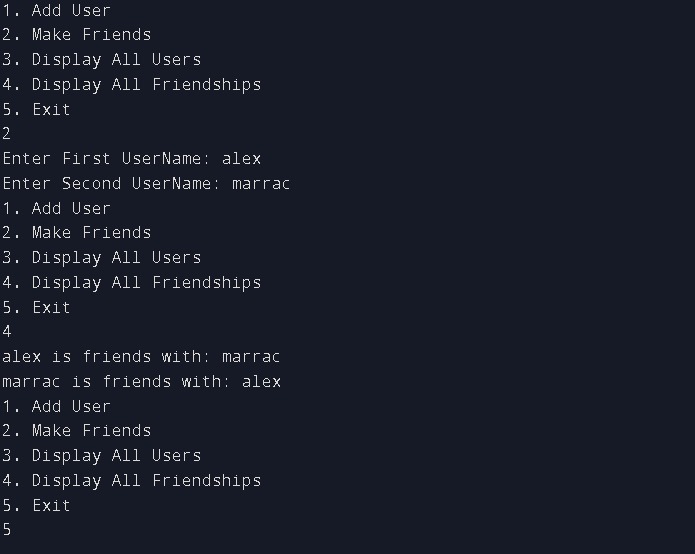 1. Add User
2. Make Friends
3. Display All Users
4. Display All Friendships
5. Exit
2
Enter First UserName: alex
Enter Second UserName: marrac
1. Add User
2. Make Friends
3. Display All Users
4. Display All Friendships
5. Exit
4
alex is friends with: marrac
marrac is friends with: alex
1. Add User
2. Make Friends
3. Display All Users
4. Display All Friendships
5. Exit
5